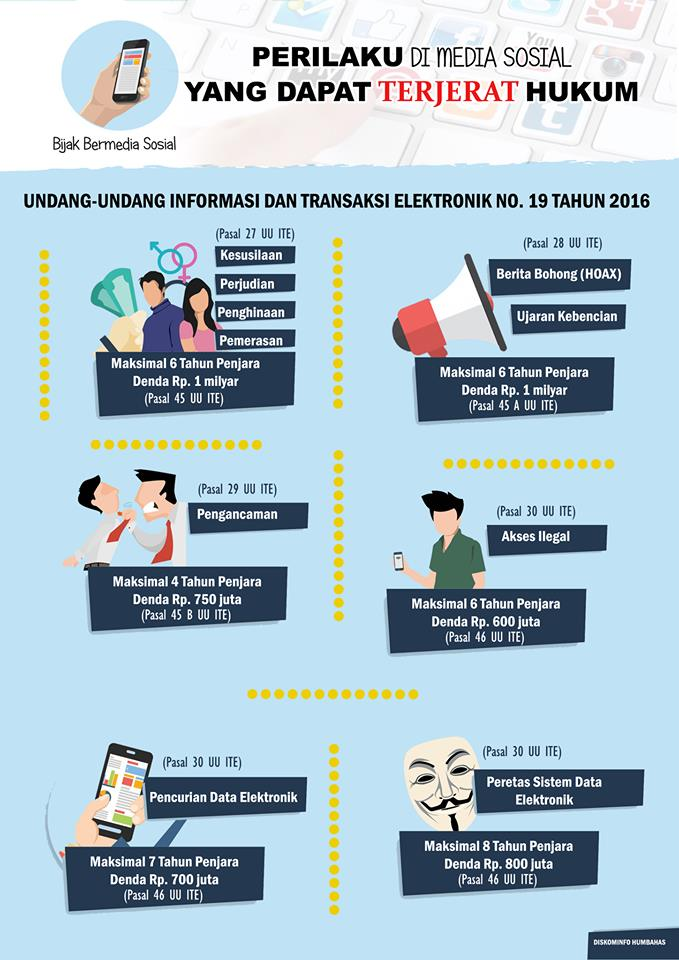 PERILAKU DI MEDIA SOSIAL
YANG DAPAT TERJERAT HUKUM
Bijak Bermedia Sosial
UNDANG-UNDANG INFORMASI DAN TRANSAKSI ELEKTRONIK NO. 19 TAHUN 2016
(Pasal 27 UU ITE)
Kesusilaan
Perjudian
Penghinaan
Pemerasan
Maksimal 6 Tahun Penjara
Denda Rp. 1 milyar
(Pasal 45 UU ITE)
(Pasal 28 UU ITE)
Berita Bohong (HOAX)
Ujaran Kebencian
Maksimal 6 Tahun Penjara
Denda Rp. 1 milyar
(Pasal 45 A UU ITE)
(Pasal 29 UU ITE)
Pengancaman
Maksimal 4 Tahun Penjara
Denda Rp. 750 juta
(Pasal 45 B UU ITE)
(Pasal 30 UU ITE)
Akses Ilegal
Maksimal 6 Tahun Penjara
Denda Rp. 600 juta
(Pasal 46 UU ITE)
(Pasal 30 UU ITE)
Pencurian Data Elektronik
Maksimal 7 Tahun Penjara
Denda Rp. 700 juta
(Pasal 46 UU ITE)
(Pasal 30 UU ITE)
Peretas Sistem Data
Elektronik
Maksimal 8 Tahun Penjara
Denda Rp. 800 juta
(Pasal 46 UU ITE)
DISKOMINFO HUMBAHAS